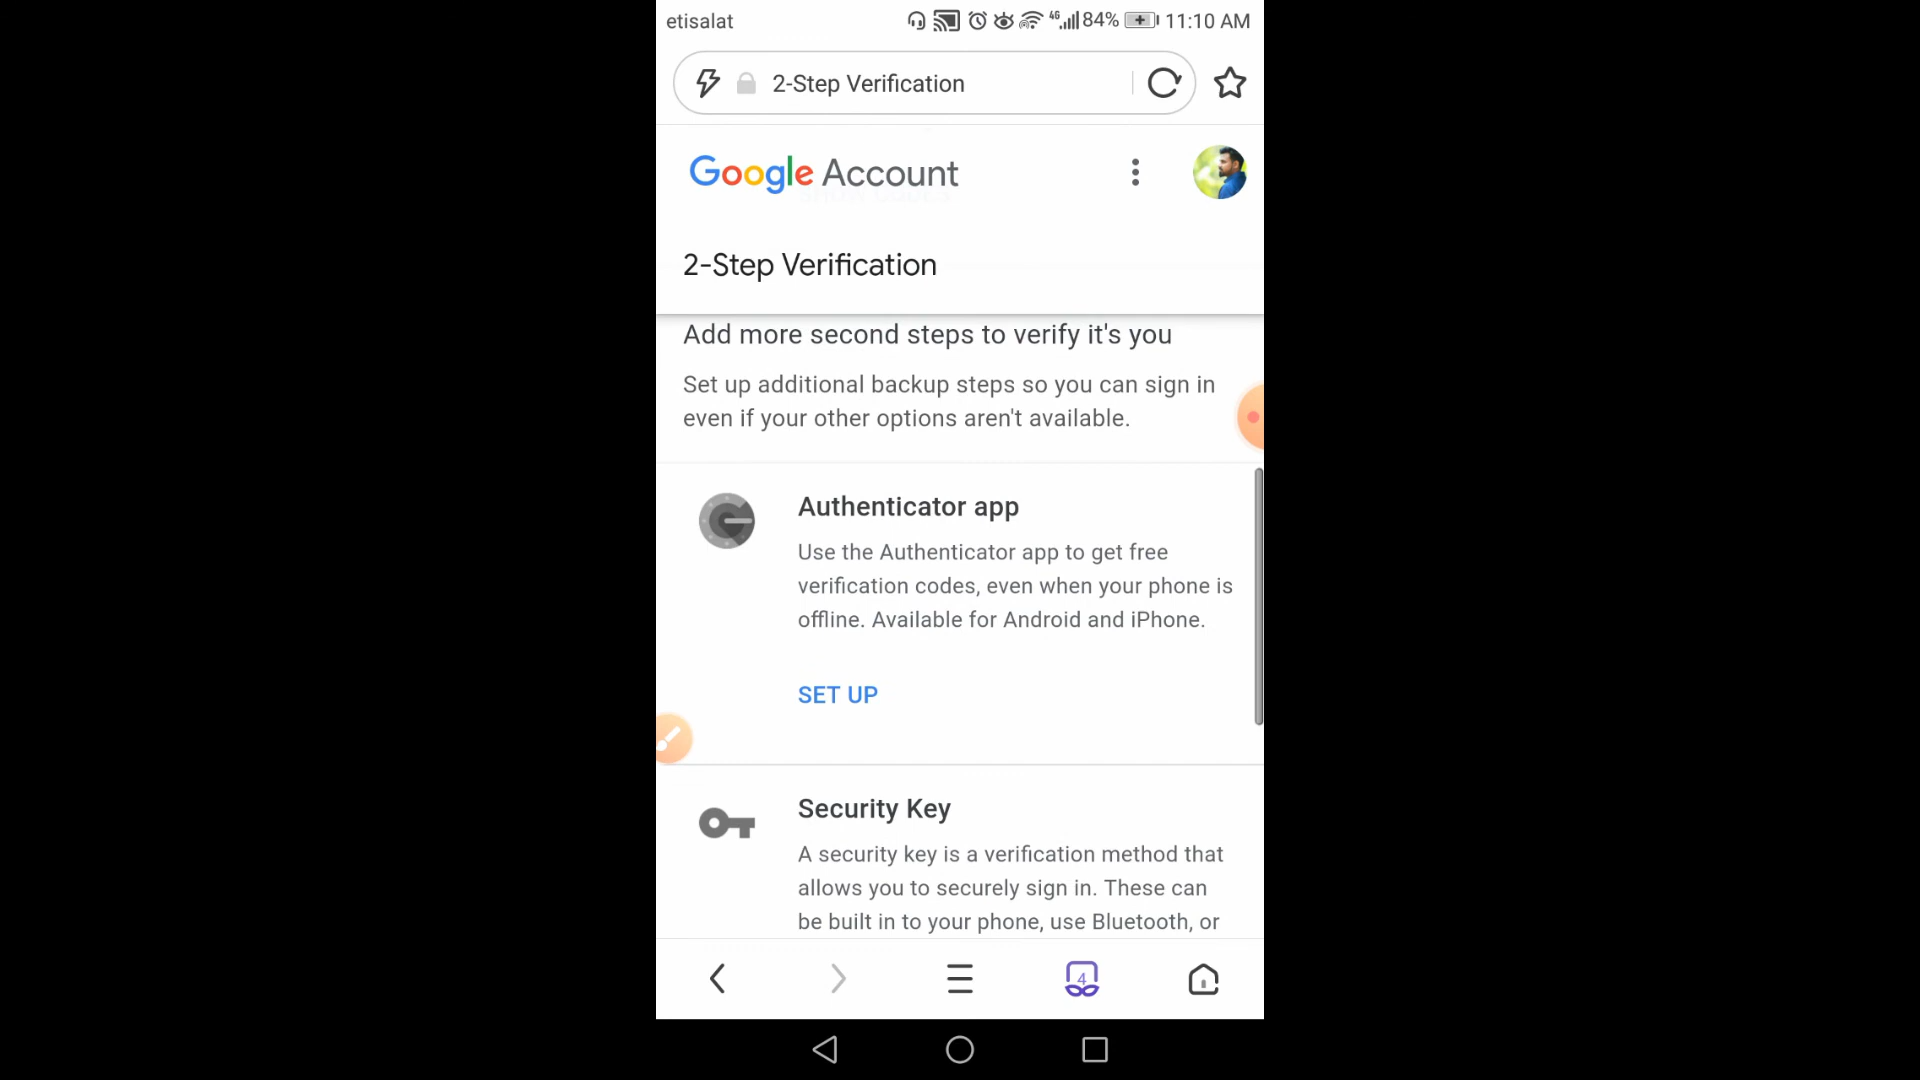 etisalat 4G 84% 11:10 AM
2-Step Verification
Google Account
2-Step Verification
Add more second steps to verify it's you
Set up additional backup steps so you can sign in
even if your other options aren't available.
Authenticator app
Use the Authenticator app to get free
verification codes, even when your phone is
offline. Available for Android and iPhone.
SET UP
Security Key
A security key is a verification method that
allows you to securely sign in. These can
be built in to your phone, use Bluetooth, or
4